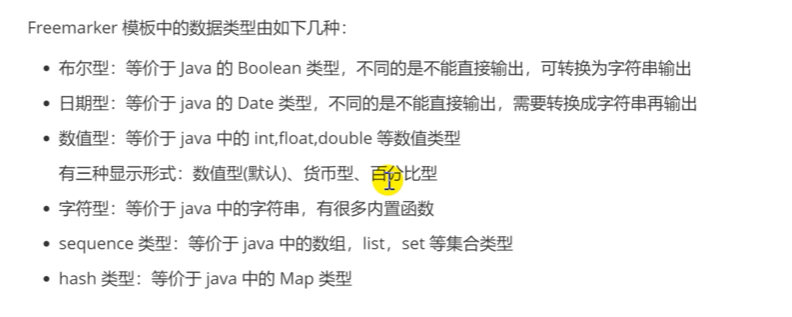 Freemarker 模板中的数据类型由如下几种：
• 布尔型：等价于 Java 的 Boolean 类型，不同的是不能直接输出，可转换为字符串输出
• 日期型：等价于 java 的 Date 类型，不同的是不能直接输出，需要转换成字符串再输出
• 数值型：等价于 java 中的 int,float,double 等数值类型
有三种显示形式：数值型(默认)、货币型、百分比型
• 字符型：等价于 java 中的字符串，有很多内置函数
• sequence 类型：等价于 java 中的数组，list，set 等集合类型
• hash 类型：等价于 java 中的 Map 类型